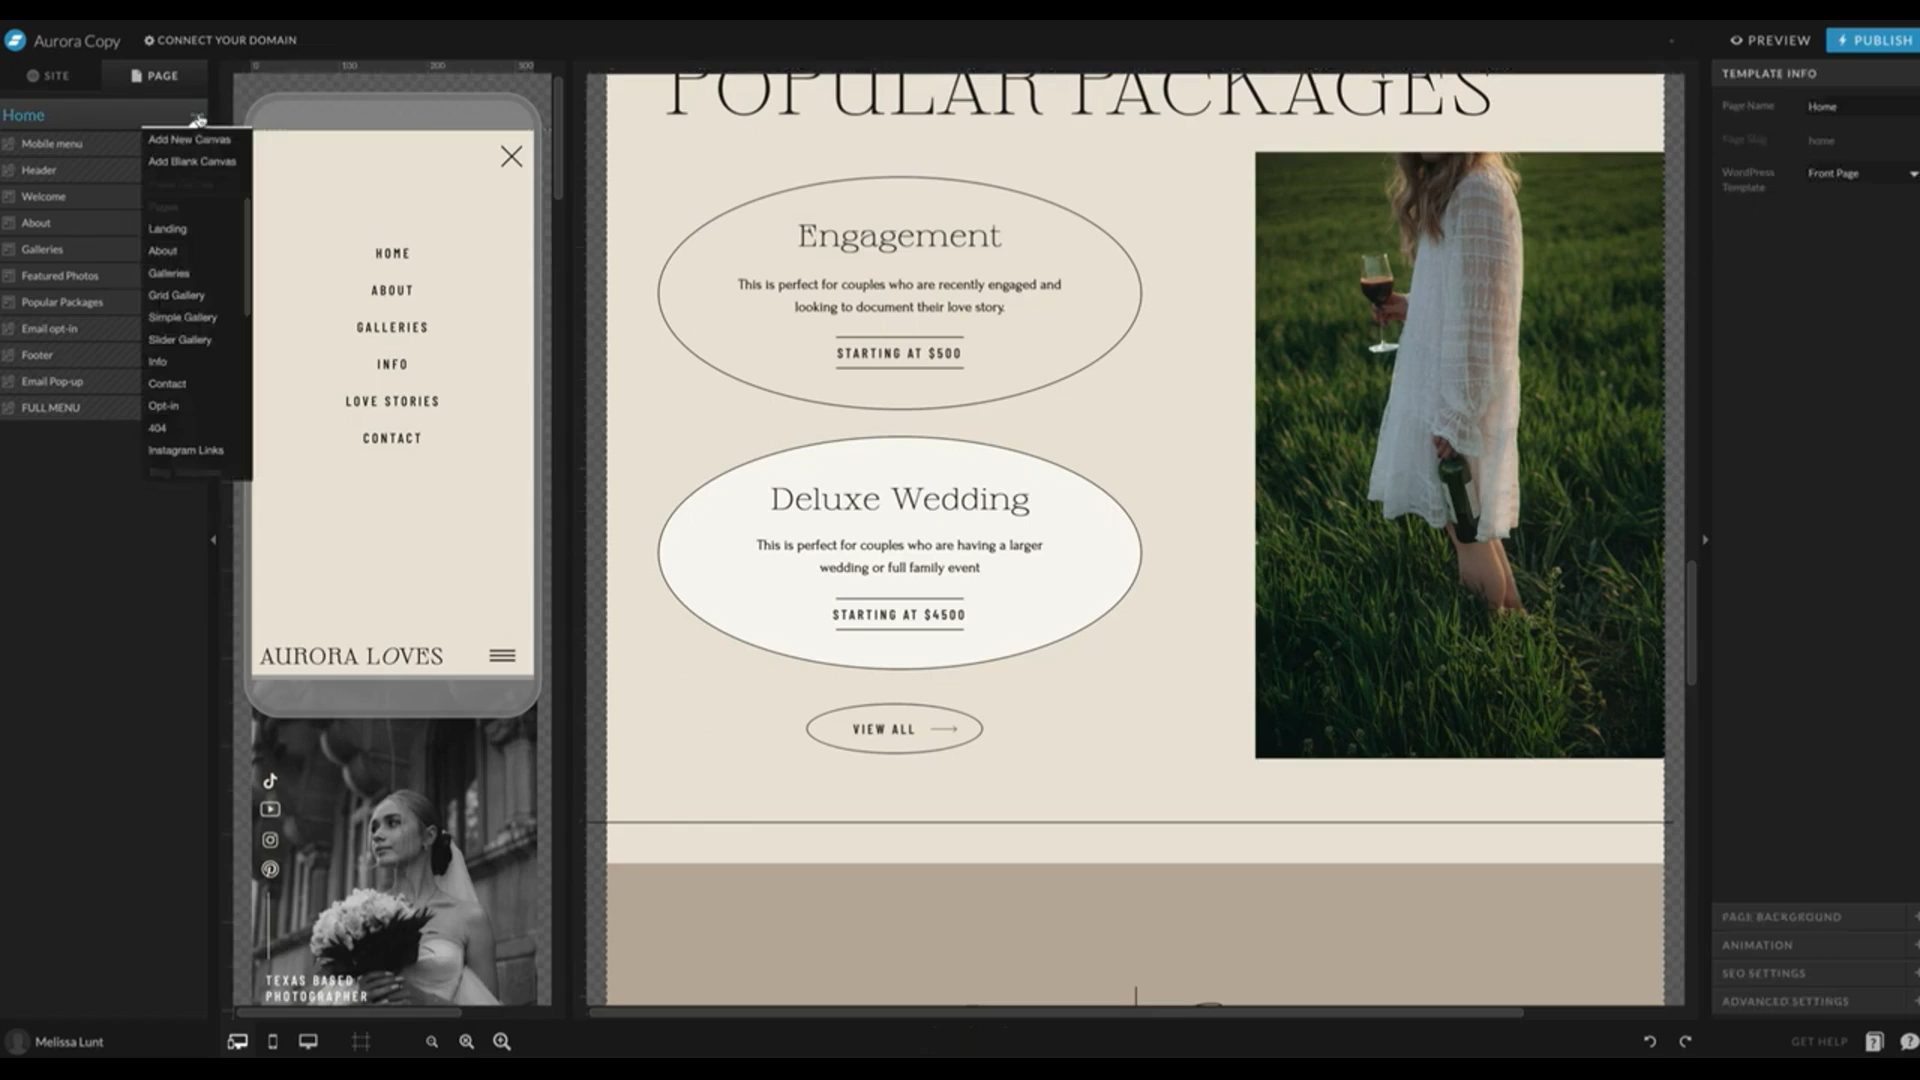 Aurora Copy
CONNECT YOUR DOMAIN
PREVIEW
PUBLISH
SITE
PAGE
Home
Mobile menu
Header
Welcome
About
Galleries
Featured Photos
Popular Packages
Email opt-in
Footer
Email Pop-up
FULL MENU
Add New Canvas
Add Blank Canvas
Pages
Landing
About
Galleries
Grid Gallery
Simple Gallery
Slider Gallery
Info
Contact
Opt-in
404
Instagram Links
0
100
200
300
HOME
ABOUT
GALLERIES
INFO
LOVE STORIES
CONTACT
AURORA LOVES
TEXAS BASED
PHOTOGRAPHER
POPULAR PACKAGES
Engagement
This is perfect for couples who are recently engaged and
looking to document their love story.
STARTING AT $500
Deluxe Wedding
This is perfect for couples who are having a larger
wedding or full family event
STARTING AT $4500
VIEW ALL
TEMPLATE INFO
Page Name
Home
Page Slug
home
WordPress
Template
Front Page
PAGE BACKGROUND
ANIMATION
SEO SETTINGS
ADVANCED SETTINGS
Melissa Lunt
GET HELP